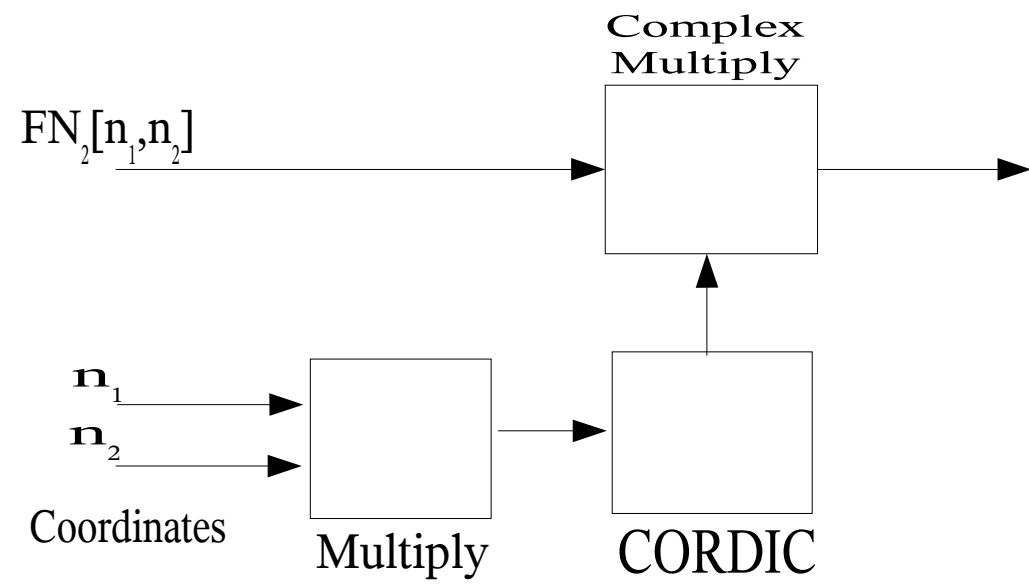 Complex
Multiply
FN₂[n₁,n₂]
n₁
n₂
Coordinates
Multiply
CORDIC